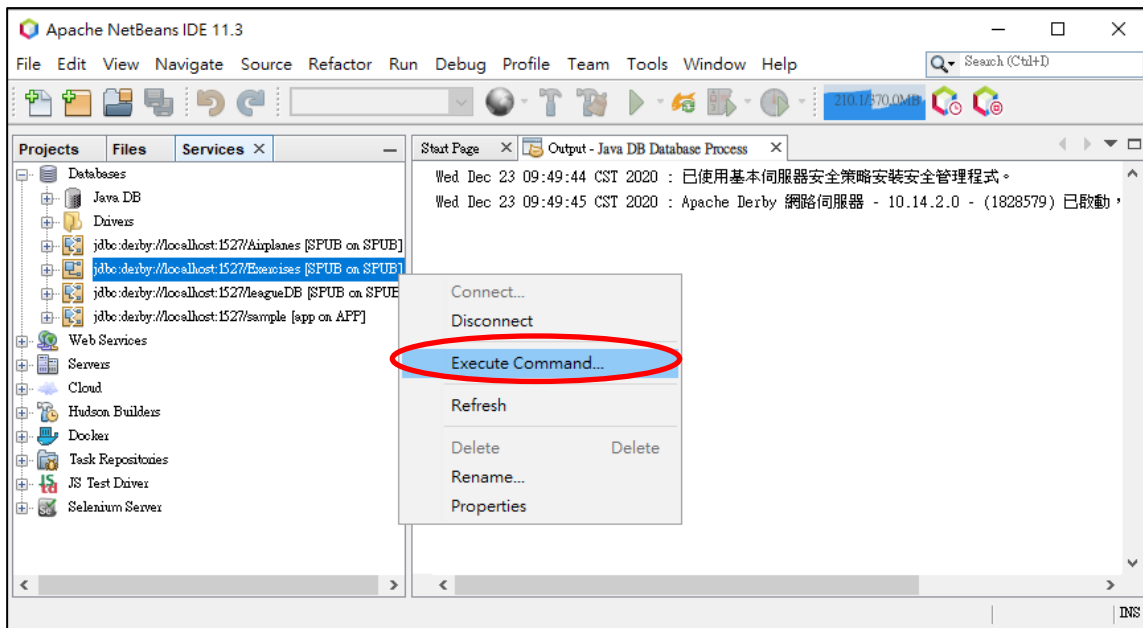 Apache NetBeans IDE 11.3
File Edit View Navigate Source Refactor Run Debug Profile Team Tools Window Help
Search (Ctrl+I)
210.1/370.0MB
Projects Files Services
Start Page Output - Java DB Database Process
Databases
Java DB
Drivers
jdbc:derby://localhost:1527/Airplanes [SPUB on SPUB]
jdbc:derby://localhost:1527/Exercises [SPUB on SPUB]
jdbc:derby://localhost:1527/leagueDB [SPUB on SPUB
jdbc:derby://localhost:1527/sample [app on APP]
Web Services
Servers
Cloud
Hudson Builders
Docker
Task Repositories
JS Test Driver
Selenium Server
Wed Dec 23 09:49:44 CST 2020 : 已使用基本伺服器安全策略安裝安全管理程式。
Wed Dec 23 09:49:45 CST 2020 : Apache Derby 網路伺服器 - 10.14.2.0 - (1828579) 已啟動，
Connect...
Disconnect
Execute Command...
Refresh
Delete Delete
Rename...
Properties
INS